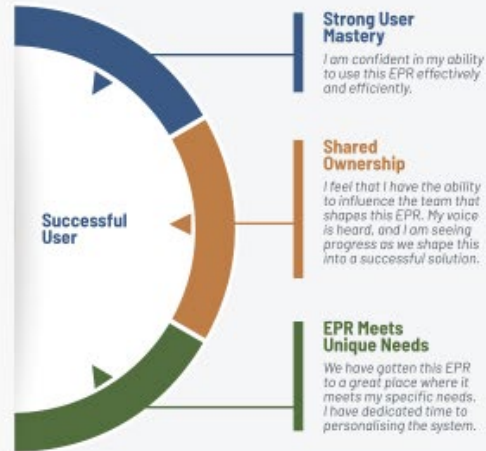 Strong User
Mastery
I am confident in my ability
to use this EPR effectively
and efficiently.
Shared
Ownership
I feel that I have the ability
to influence the team that
shapes this EPR. My voice
is heard, and I am seeing
progress as we shape this
into a successful solution.
Successful
User
EPR Meets
Unique Needs
We have gotten this EPR
to a great place where it
meets my specific needs.
I have dedicated time to
personalising the system.